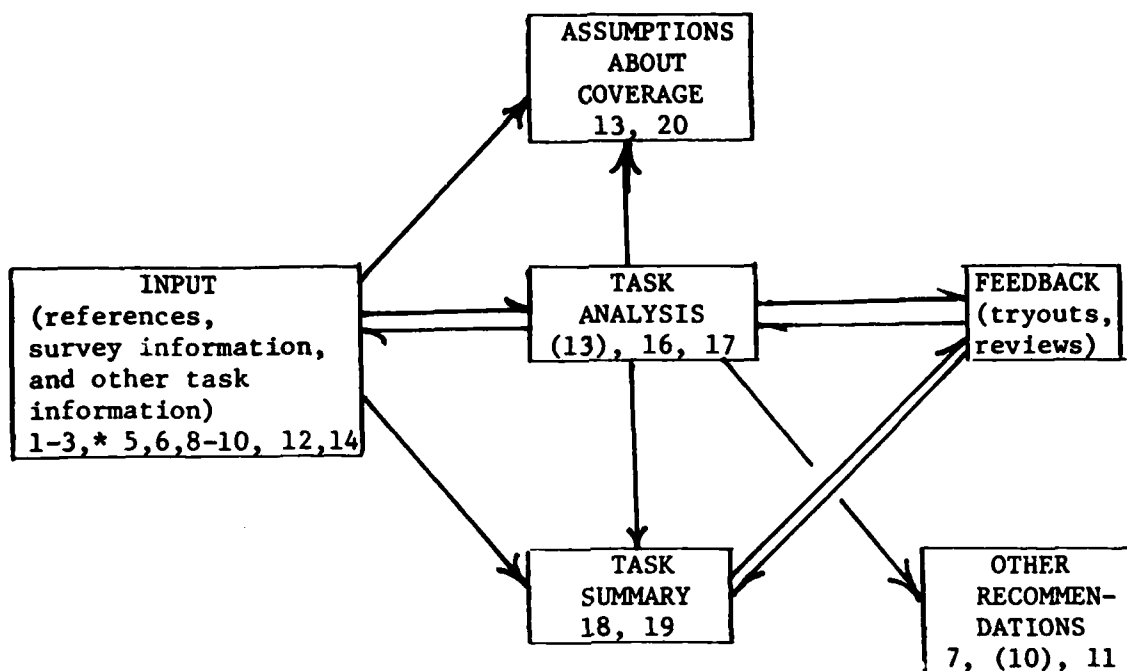 ASSUMPTIONS
ABOUT
COVERAGE
13, 20
INPUT
(references,
survey information,
and other task
information)
1-3,* 5,6,8-10, 12,14
TASK
ANALYSIS
(13), 16, 17
FEEDBACK
(tryouts,
reviews)
TASK
SUMMARY
18, 19
OTHER
RECOMMEN-
DATIONS
7, (10), 11